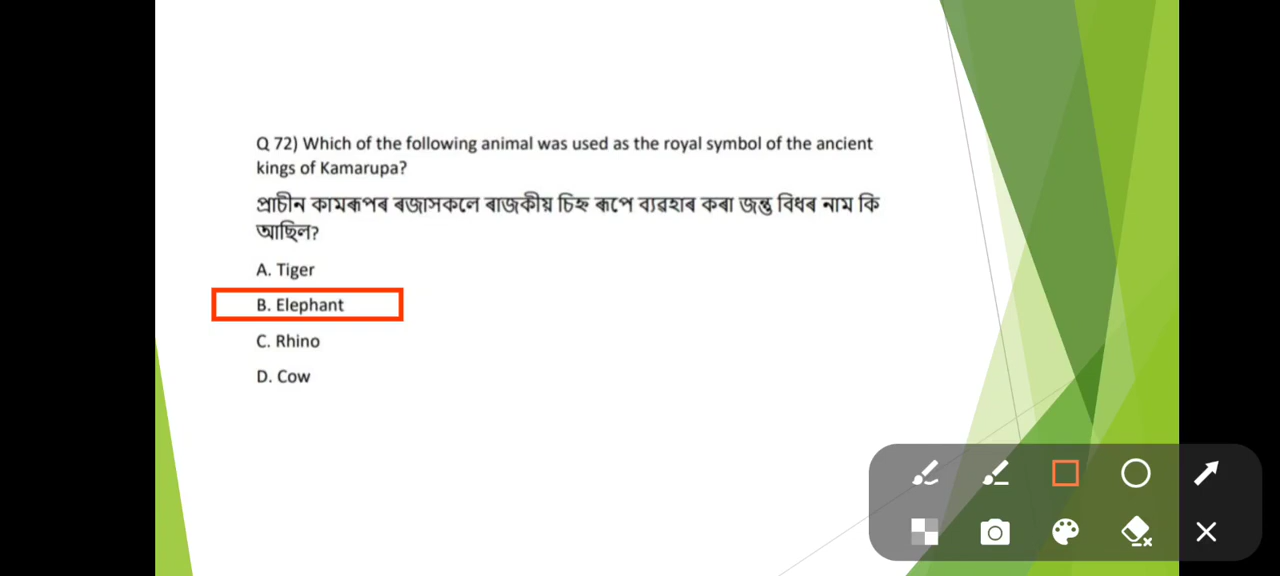 Q 72) Which of the following animal was used as the royal symbol of the ancient
kings of Kamarupa?
প্ৰাচীন কামৰূপৰ ৰজাসকলে ৰাজকীয় চিহ্ন ৰূপে ব্যৱহাৰ কৰা জন্তু বিধৰ নাম কি
আছিল?
A. Tiger
B. Elephant
C. Rhino
D. Cow